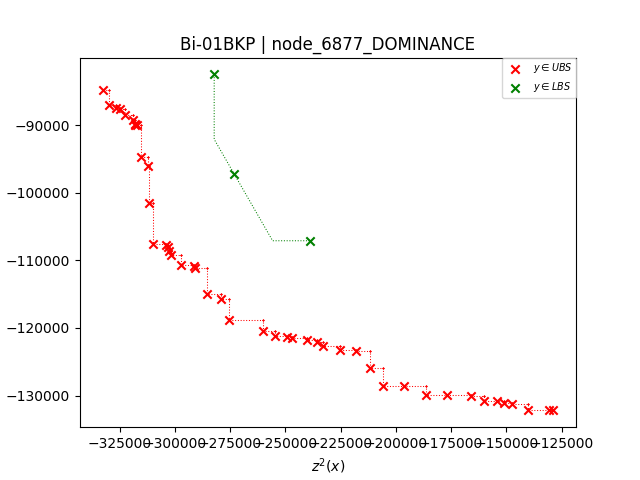 Bi-01BKP | node_6877_DOMINANCE
y ∈ UBS
y ∈ LBS
−90000
−100000
−110000
−120000
−130000
−325000 −300000 −275000 −250000 −225000 −200000 −175000 −150000 −125000
z²(x)